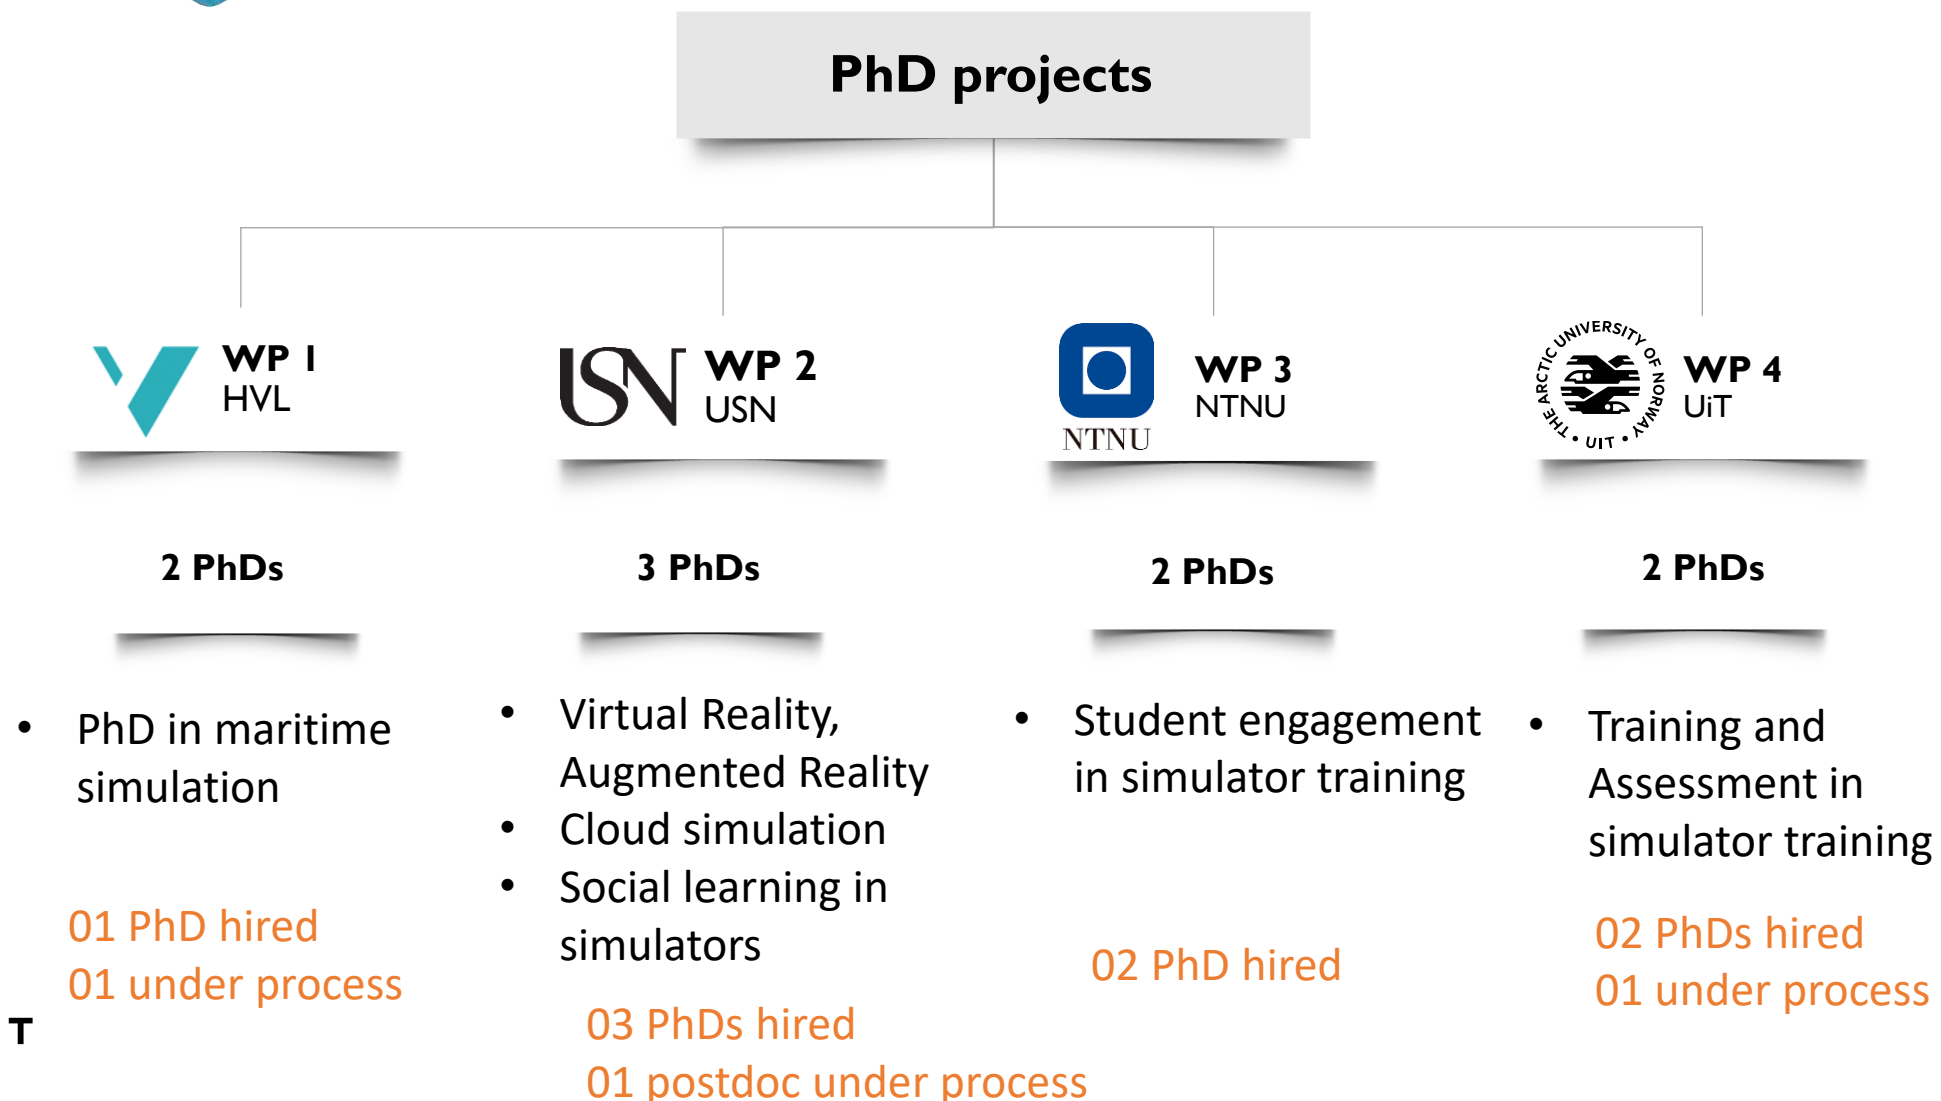 PhD projects
WP 1
HVL
USN
WP 2
USN
NTNU
WP 3
NTNU
THE ARCTIC UNIVERSITY OF NORWAY • UIT •
WP 4
UiT
2 PhDs
3 PhDs
2 PhDs
2 PhDs
• PhD in maritime
simulation
01 PhD hired
01 under process
• Virtual Reality,
Augmented Reality
• Cloud simulation
• Social learning in
simulators
03 PhDs hired
01 postdoc under process
• Student engagement
in simulator training
02 PhD hired
• Training and
Assessment in
simulator training
02 PhDs hired
01 under process
T